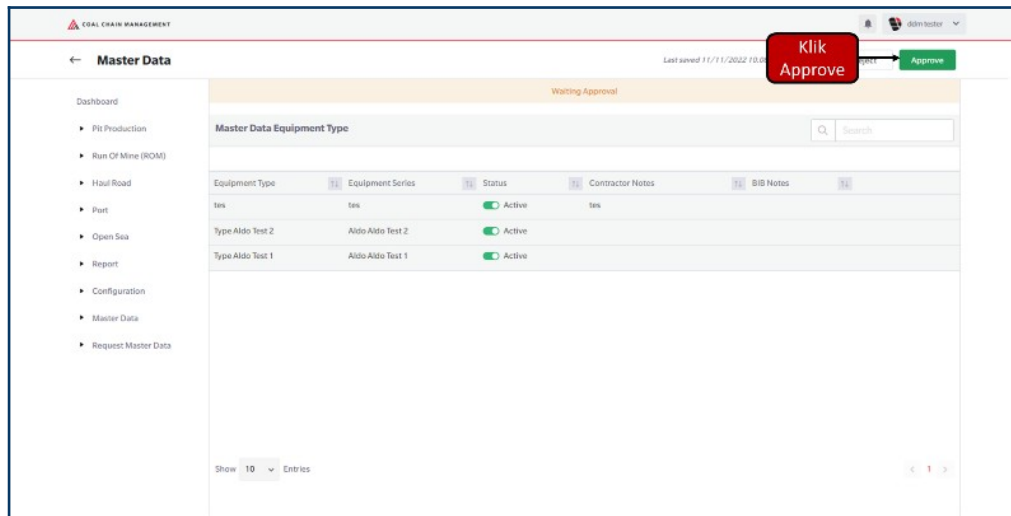 COAL CHAIN MANAGEMENT
ddm tester
Master Data
Last saved 11/11/2022
Klik
Approve
Approve
Dashboard
Waiting Approval
Pit Production
Master Data Equipment Type
Search
Run Of Mine (ROM)
Haul Road
Equipment Type Equipment Series Status Contractor Notes BIB Notes
Port
tes tes Active tes
Open Sea
Type Aldo Test 2 Aldo Aldo Test 2 Active
Report
Type Aldo Test 1 Aldo Aldo Test 1 Active
Configuration
Master Data
Request Master Data
Show 10 Entries
1